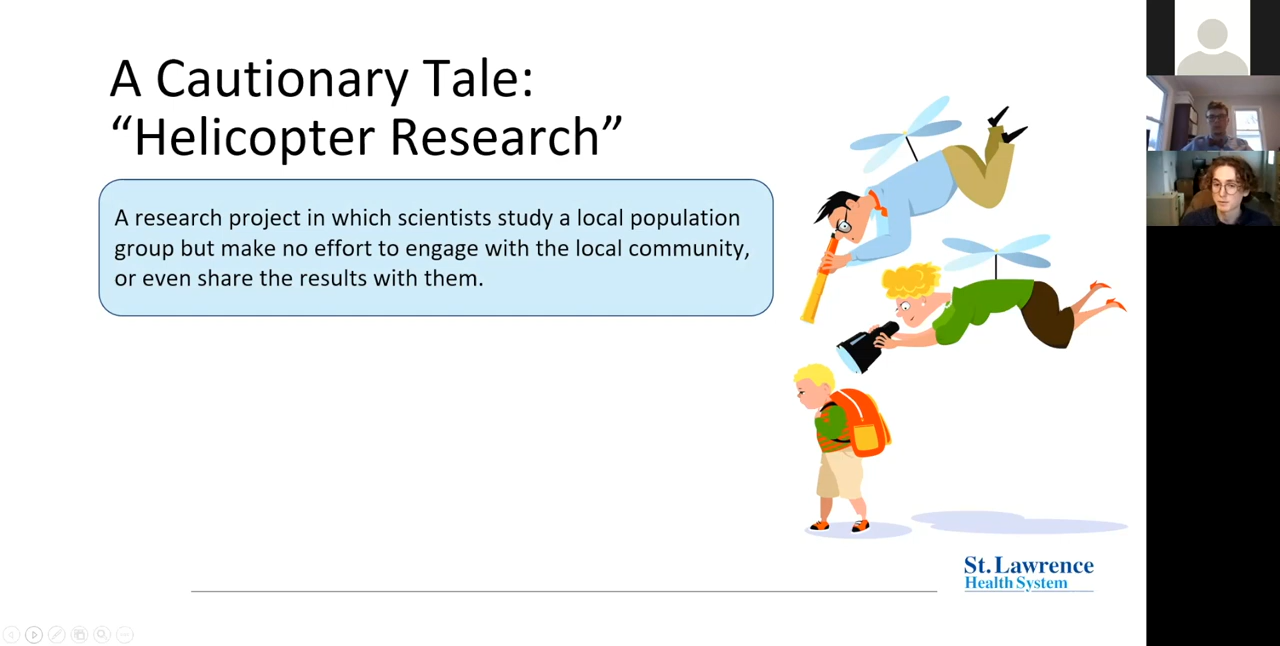 A Cautionary Tale:
“Helicopter Research”
A research project in which scientists study a local population
group but make no effort to engage with the local community,
or even share the results with them.
St. Lawrence
Health System